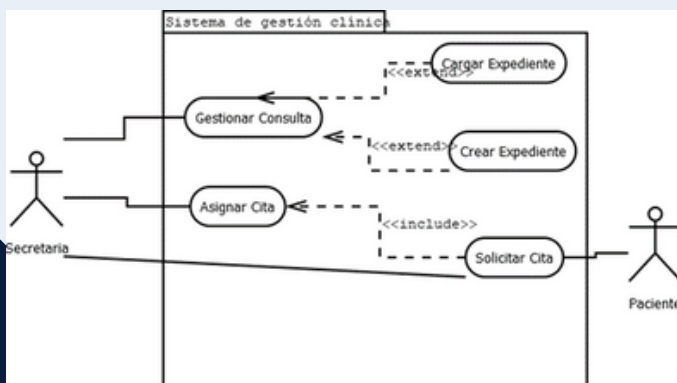 Sistema de gestión clínica
Cargar Expediente
<<extend>>
Gestionar Consulta
<<extend>>
Crear Expediente
Asignar Cita
<<include>>
Secretaria
Solicitar Cita
Paciente